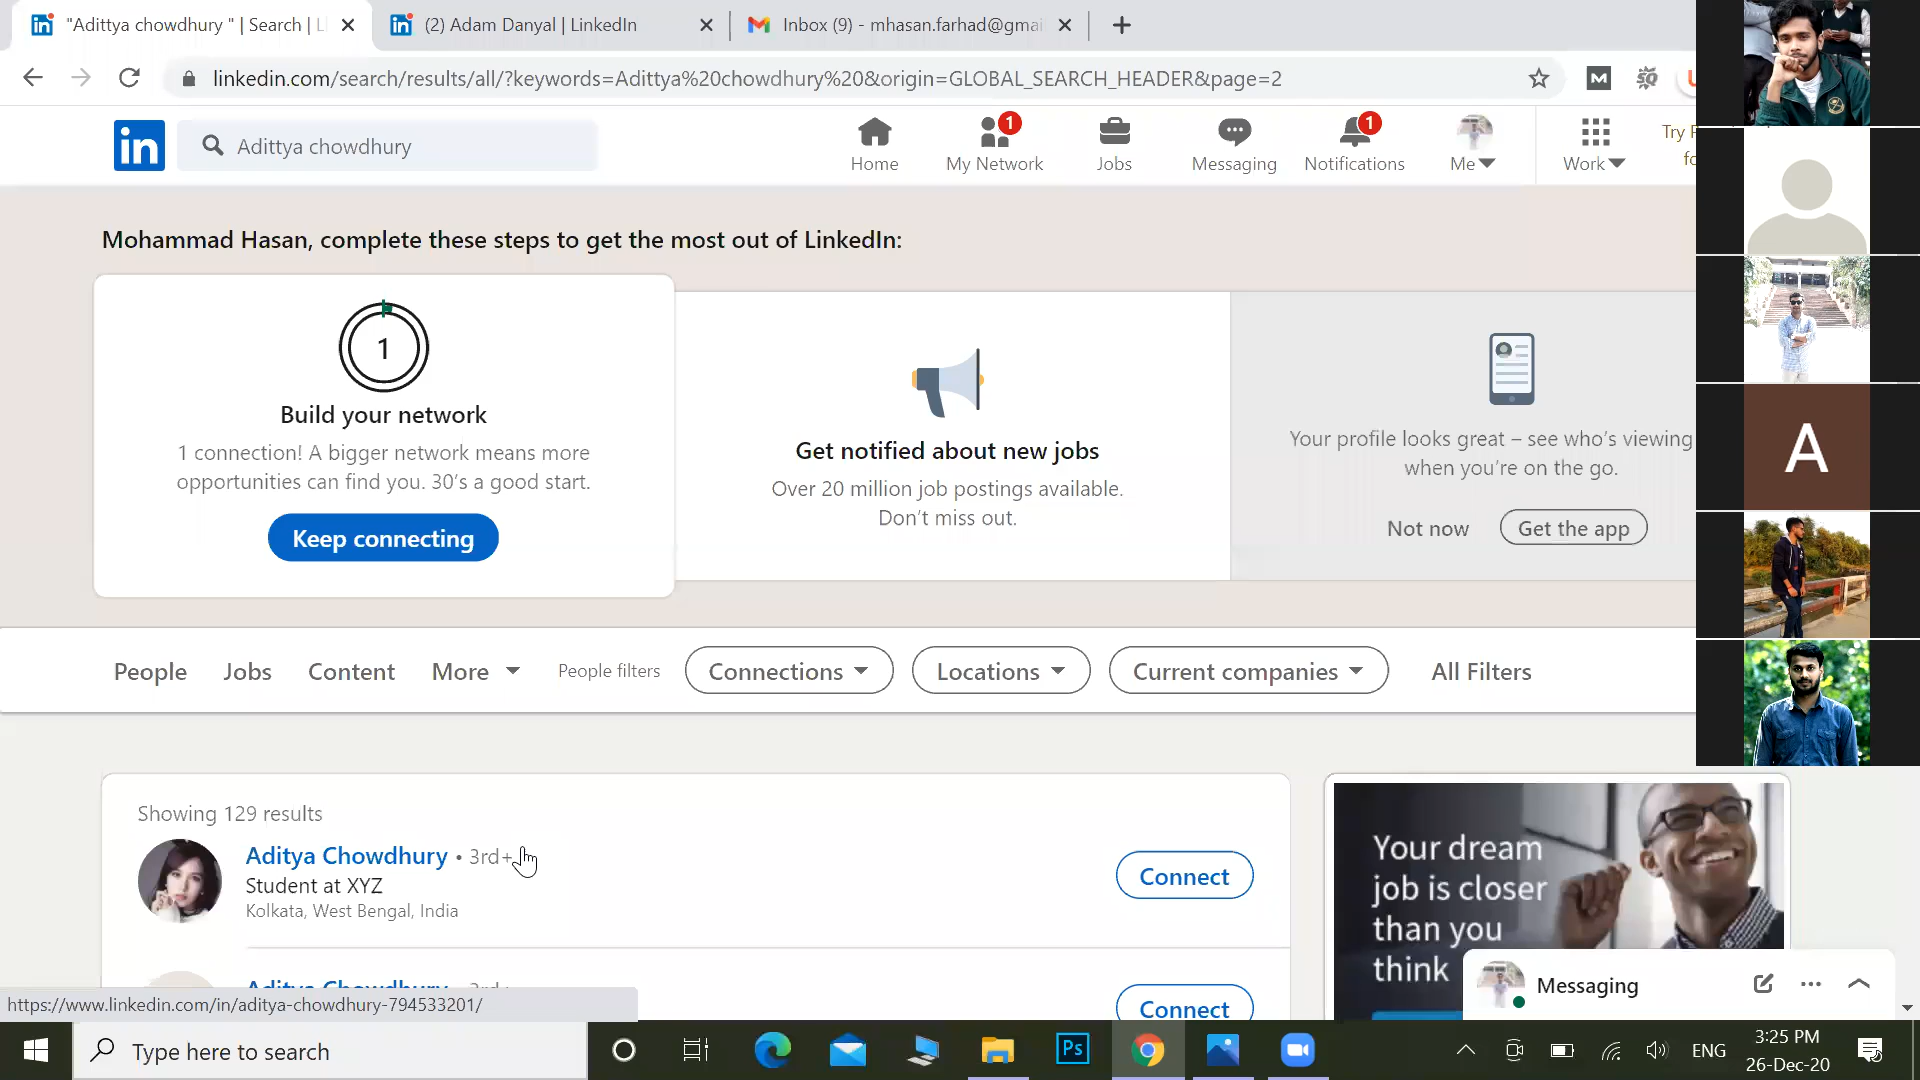 "Adittya chowdhury " | Search | L
(2) Adam Danyal | LinkedIn
Inbox (9) - mhasan.farhad@gmai
linkedin.com/search/results/all/?keywords=Adittya%20chowdhury%20&origin=GLOBAL_SEARCH_HEADER&page=2
in
Adittya chowdhury
Home
1
My Network
Jobs
Messaging
1
Notifications
Me
Work
Try
Mohammad Hasan, complete these steps to get the most out of LinkedIn:
1
Build your network
1 connection! A bigger network means more
opportunities can find you. 30's a good start.
Keep connecting
Get notified about new jobs
Over 20 million job postings available.
Don't miss out.
Your profile looks great – see who's viewing
when you're on the go.
Not now
Get the app
A
People
Jobs
Content
More
People filters
Connections
Locations
Current companies
All Filters
Showing 129 results
Aditya Chowdhury • 3rd+
Student at XYZ
Kolkata, West Bengal, India
Connect
Aditya Chowdhury
Connect
Your dream
job is closer
than you
think
Messaging
https://www.linkedin.com/in/aditya-chowdhury-794533201/
Type here to search
Ps
ENG
3:25 PM
26-Dec-20